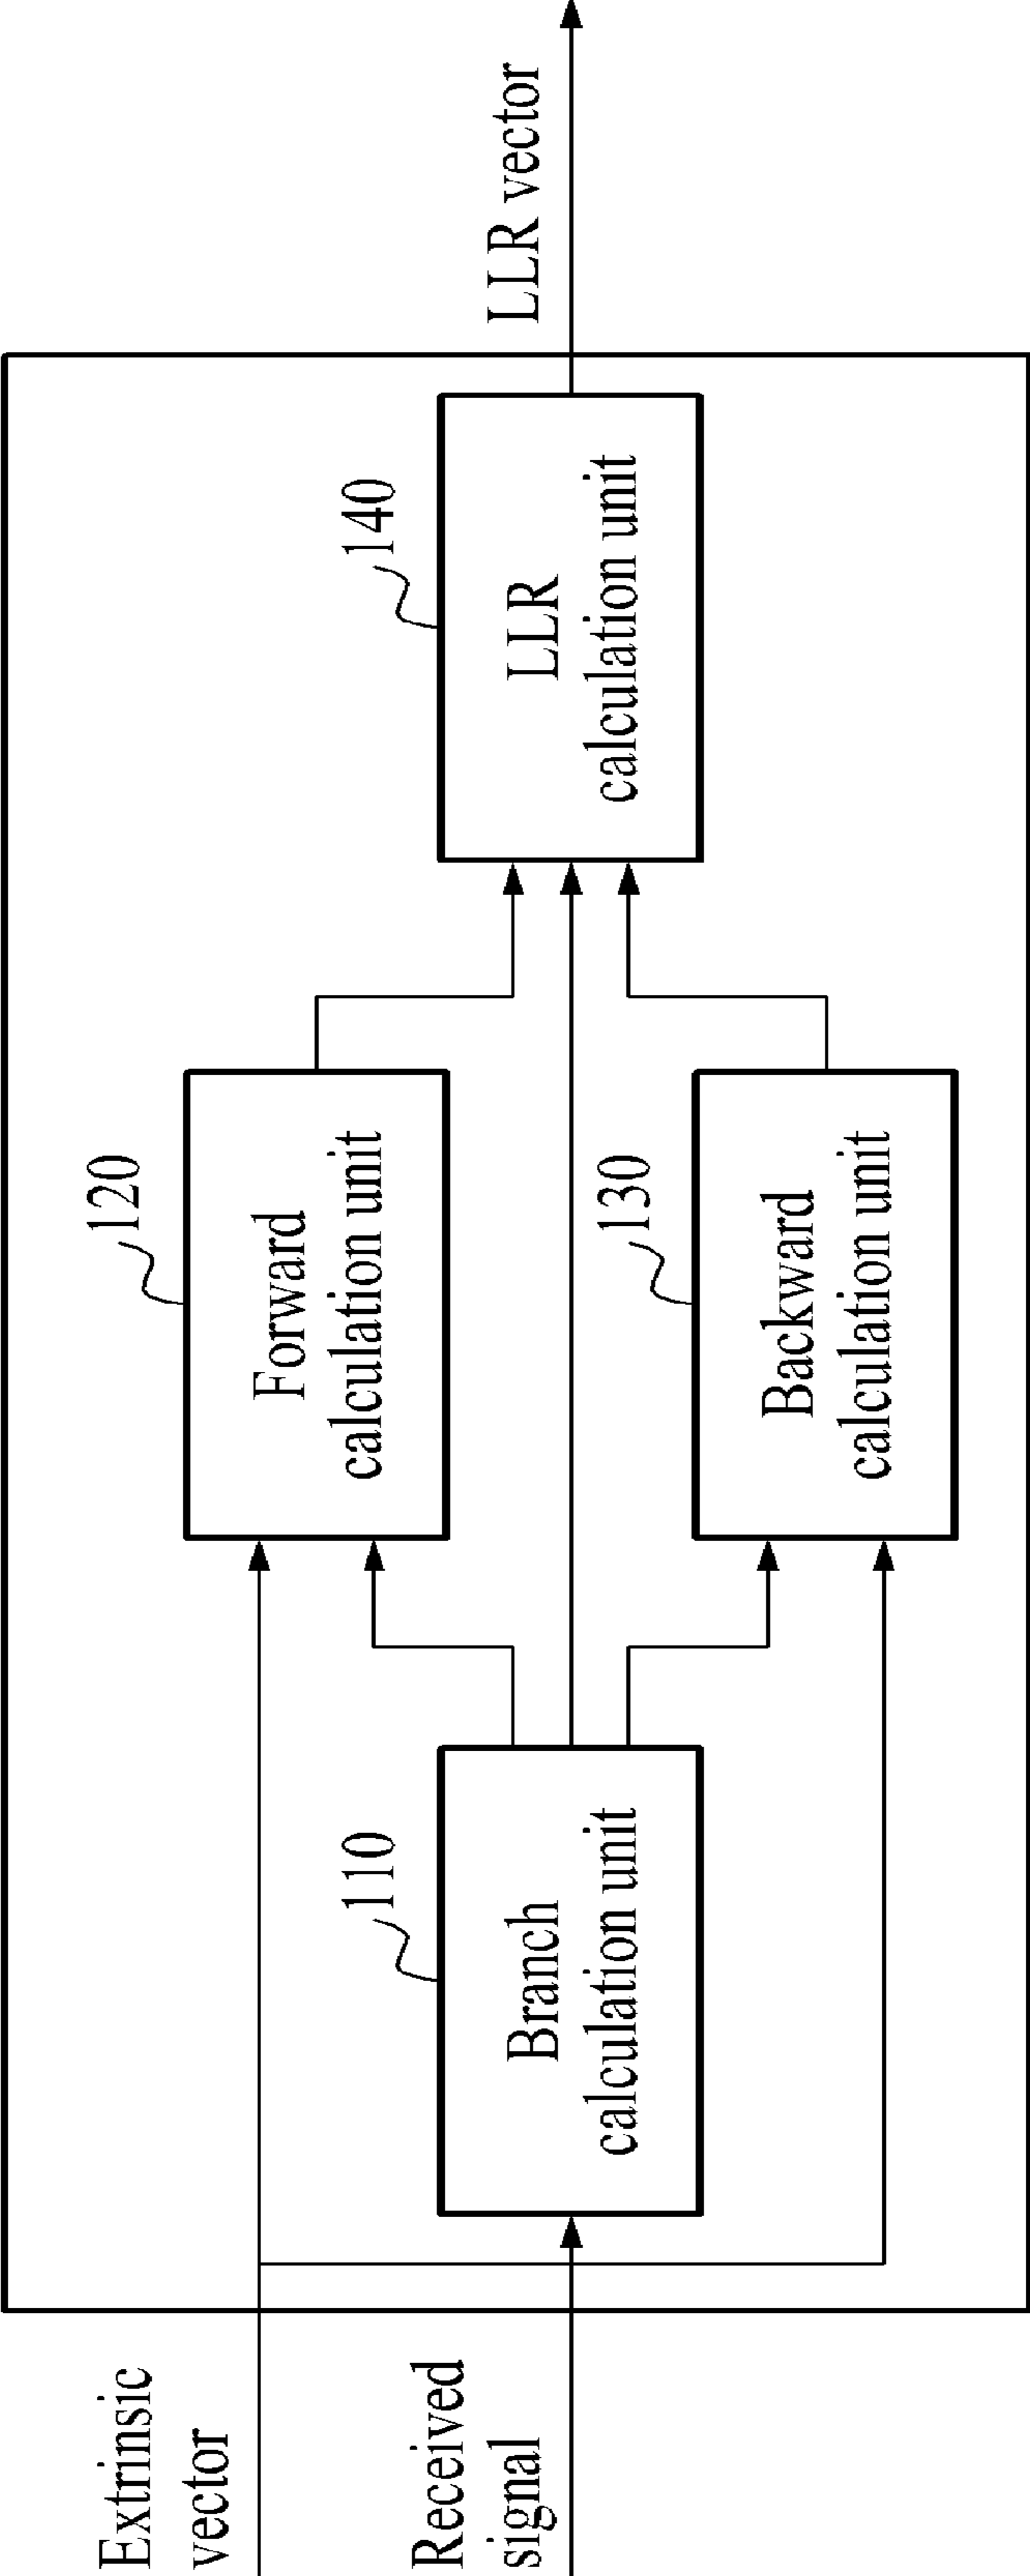 Extrinsic
vector
Received
signal
110
Branch
calculation unit
120
Forward
calculation unit
130
Backward
calculation unit
140
LLR
calculation unit
LLR vector